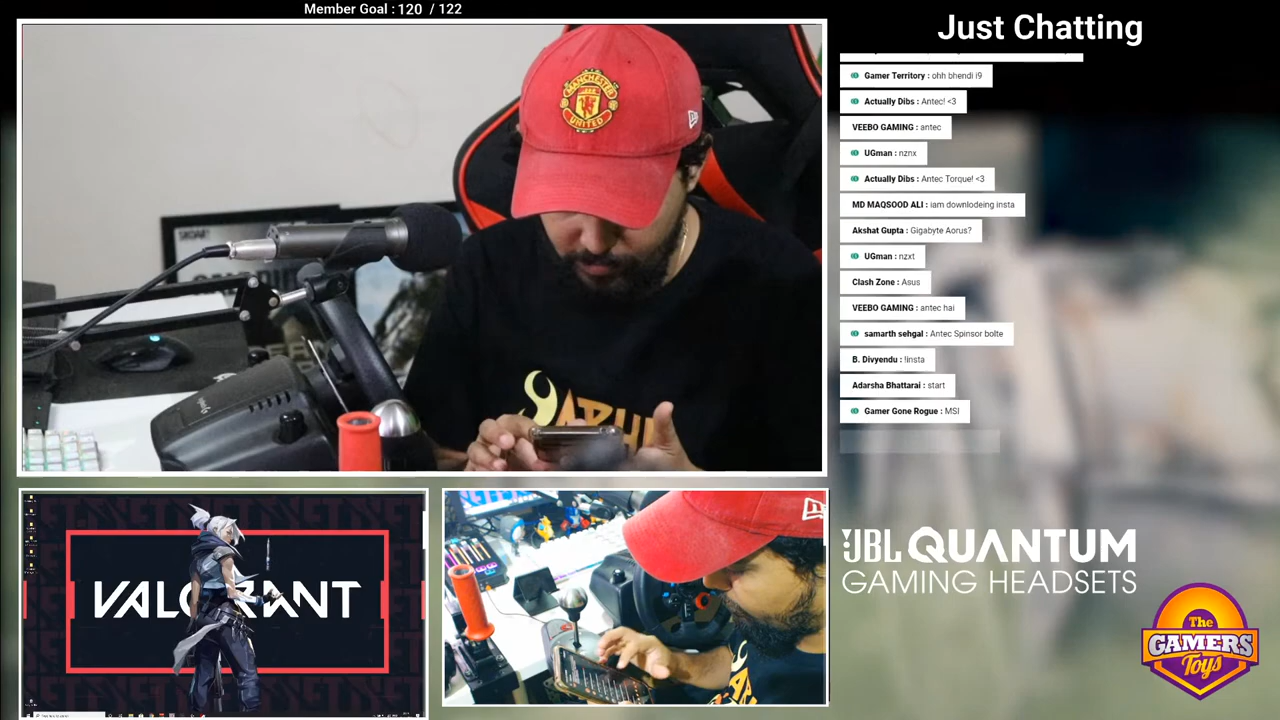 Member Goal : 120 / 122
Just Chatting
Gamer Territory : ohh bhendi i9
Actually Dibs : Antec! <3
VEEBO GAMING : antec
UGman : nznx
Actually Dibs : Antec Torque! <3
MD MAQSOOD ALI : iam downlodeing insta
Akshat Gupta : Gigabyte Aorus?
UGman : nzxt
Clash Zone : Asus
VEEBO GAMING : antec hai
samarth sehgal : Antec Spinsor bolte
B. Divyendu : !insta
Adarsha Bhattarai : start
Gamer Gone Rogue : MSI
MANCHESTER
UNITED
VALORANT
JBL QUANTUM
GAMING HEADSETS
The
GAMERS
Toys